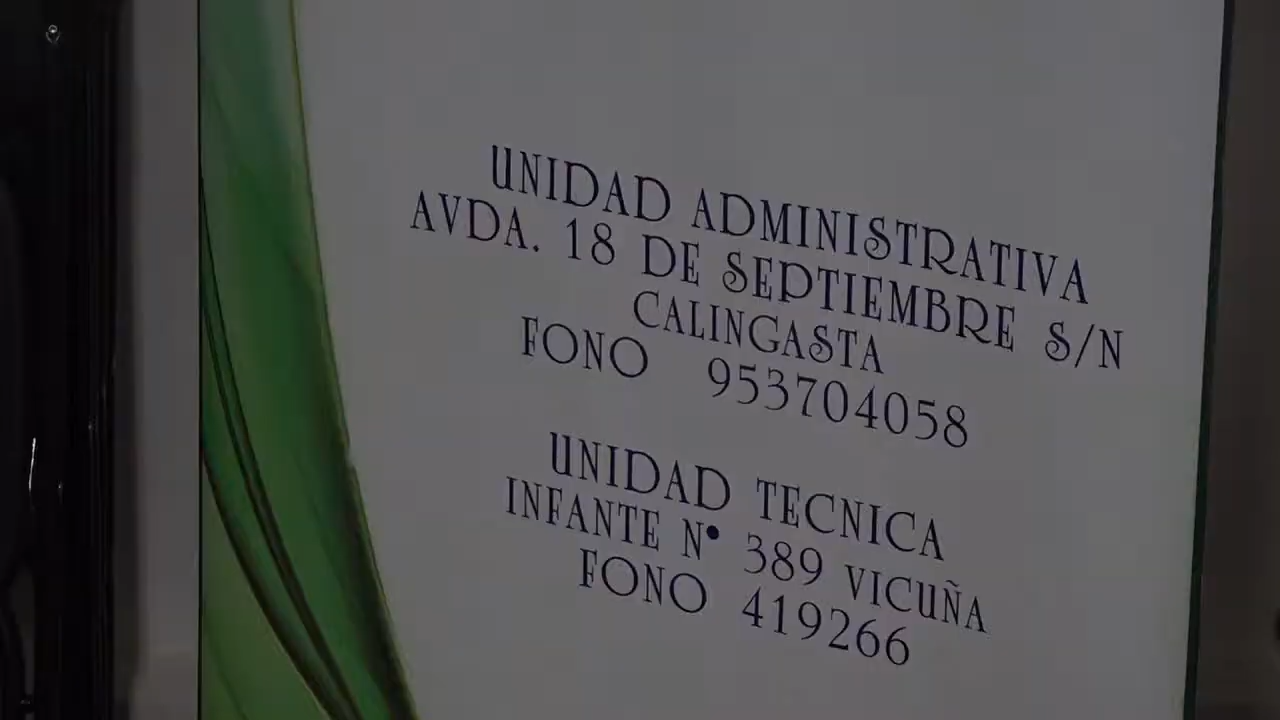 UNIDAD ADMINISTRATIVA
AVDA. 18 DE SEPTIEMBRE S/N
CALINGASTA
FONO 953704058
UNIDAD TECNICA
INFANTE N° 389 VICUÑA
FONO 419266